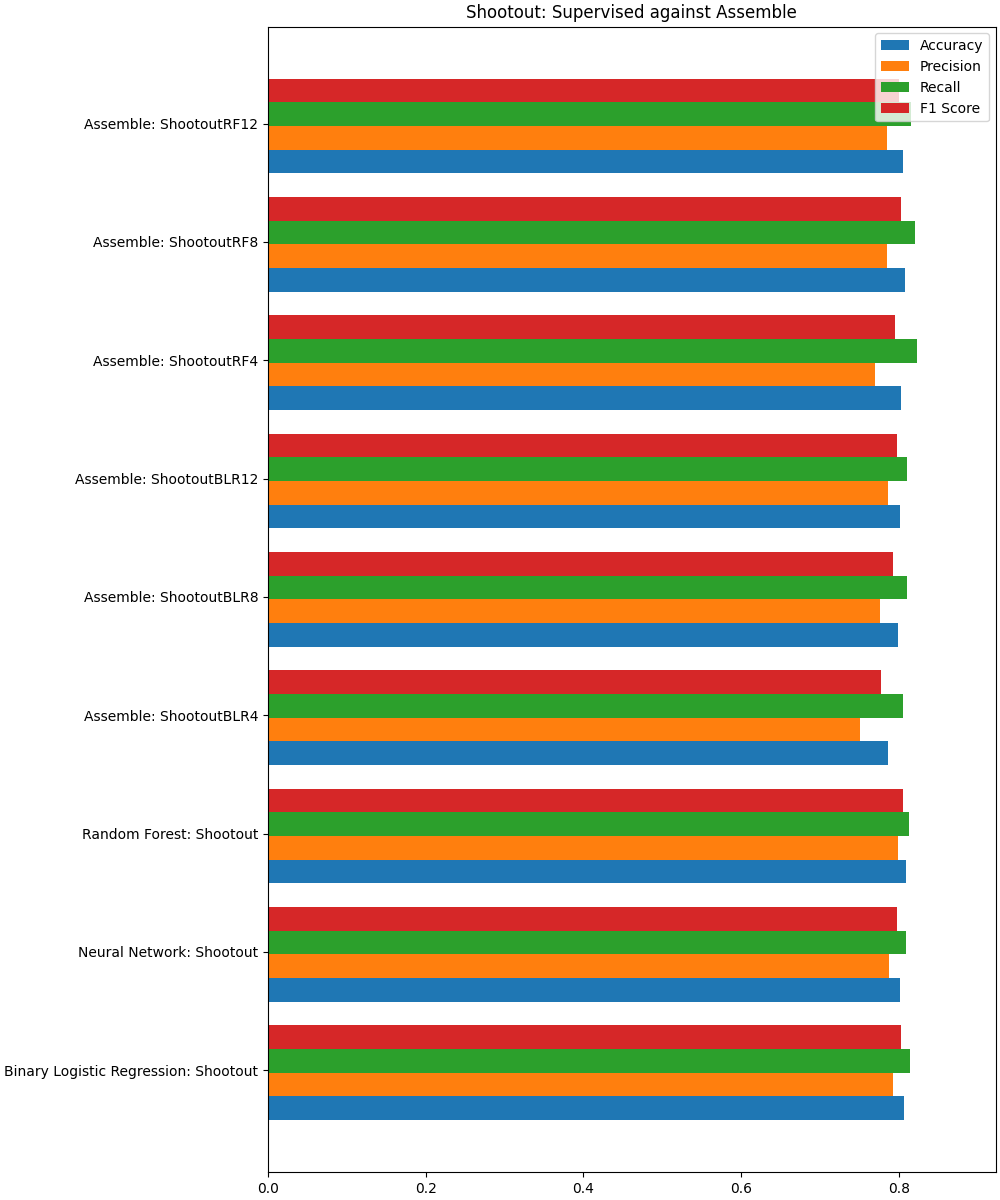 Shootout: Supervised against Assemble
Accuracy
Precision
Recall
F1 Score
Assemble: ShootoutRF12
Assemble: ShootoutRF8
Assemble: ShootoutRF4
Assemble: ShootoutBLR12
Assemble: ShootoutBLR8
Assemble: ShootoutBLR4
Random Forest: Shootout
Neural Network: Shootout
Binary Logistic Regression: Shootout
0.0 0.2 0.4 0.6 0.8